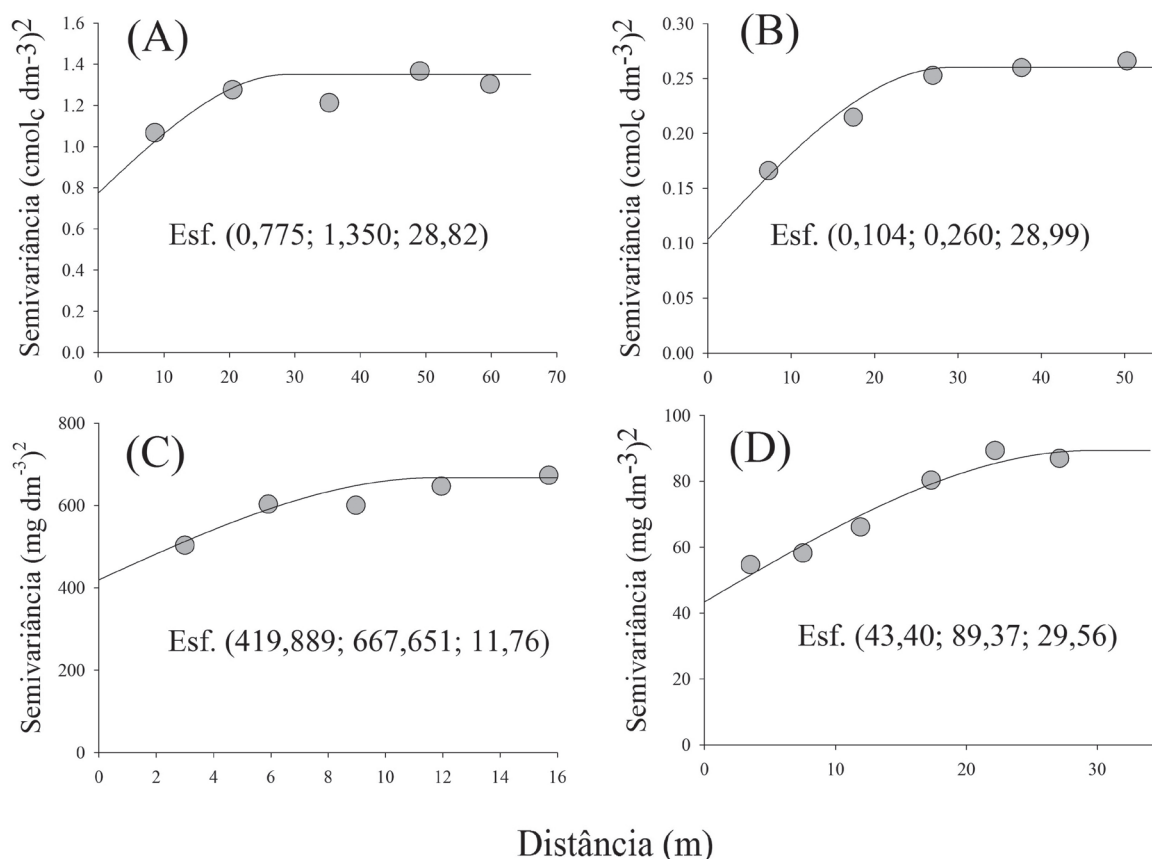 (A)
Semivariância (cmolc dm-3)2
1.6
1.4
1.2
1.0
0.8
0.6
0.4
0.2
0.0
Esf. (0,775; 1,350; 28,82)
0 10 20 30 40 50 60 70
(B)
Semivariância (cmolc dm-3)2
0.30
0.25
0.20
0.15
0.10
0.05
0.00
Esf. (0,104; 0,260; 28,99)
0 10 20 30 40 50
(C)
Semivariância (mg dm-3)2
800
600
400
200
0
Esf. (419,889; 667,651; 11,76)
0 2 4 6 8 10 12 14 16
(D)
Semivariância (mg dm-3)2
100
80
60
40
20
0
Esf. (43,40; 89,37; 29,56)
0 10 20 30
Distância (m)